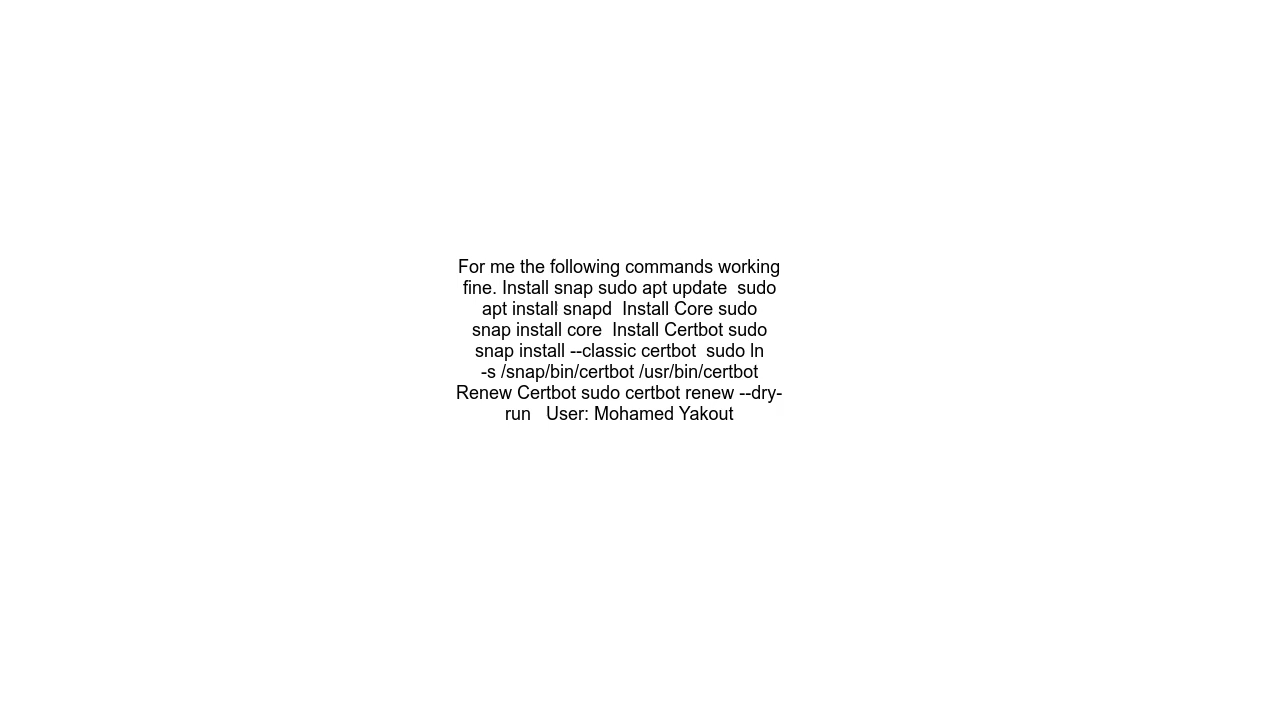 For me the following commands working
fine. Install snap sudo apt update  sudo
apt install snapd  Install Core sudo
snap install core  Install Certbot sudo
snap install --classic certbot  sudo ln
-s /snap/bin/certbot /usr/bin/certbot
Renew Certbot sudo certbot renew --dry-
run   User: Mohamed Yakout